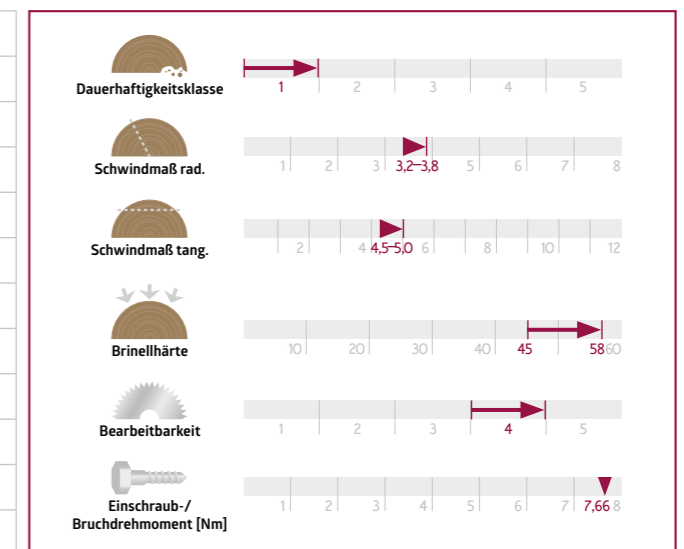 Dauerhaftigkeitsklasse
1 2 3 4 5
Schwindmaß rad.
1 2 3 3,2–3,8 5 6 7 8
Schwindmaß tang.
2 4 4,5–5,0 6 8 10 12
Brinellhärte
10 20 30 40 45 58 60
Bearbeitbarkeit
1 2 3 4 5
Einschraub-/
Bruchdrehmoment [Nm]
1 2 3 4 5 6 7 7,66 8